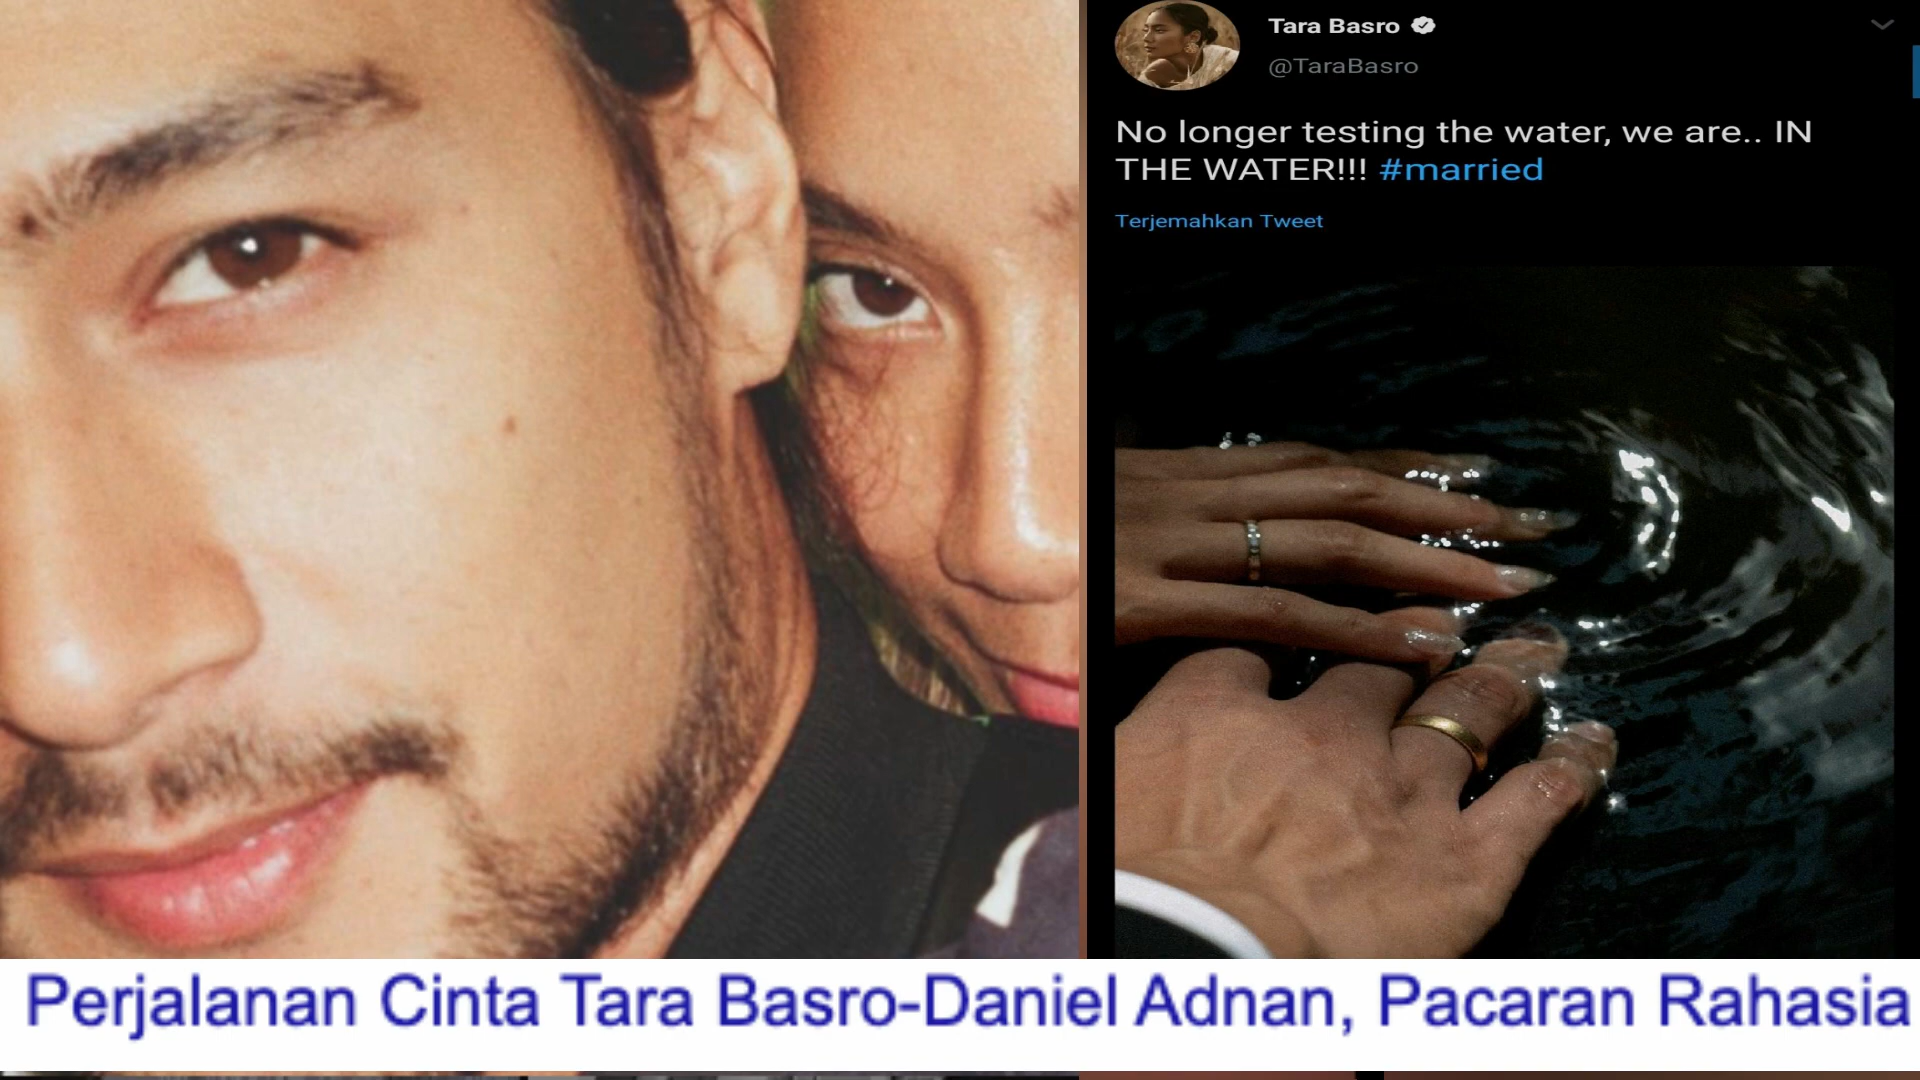 Tara Basro
@TaraBasro
No longer testing the water, we are.. IN
THE WATER!!! #married
Terjemahkan Tweet
Perjalanan Cinta Tara Basro-Daniel Adnan, Pacaran Rahasia